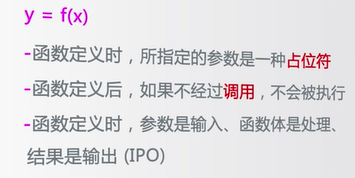 y = f(x)
-函数定义时，所指定的参数是一种占位符
-函数定义后，如果不经过调用，不会被执行
-函数定义时，参数是输入、函数体是处理、
结果是输出 (IPO)